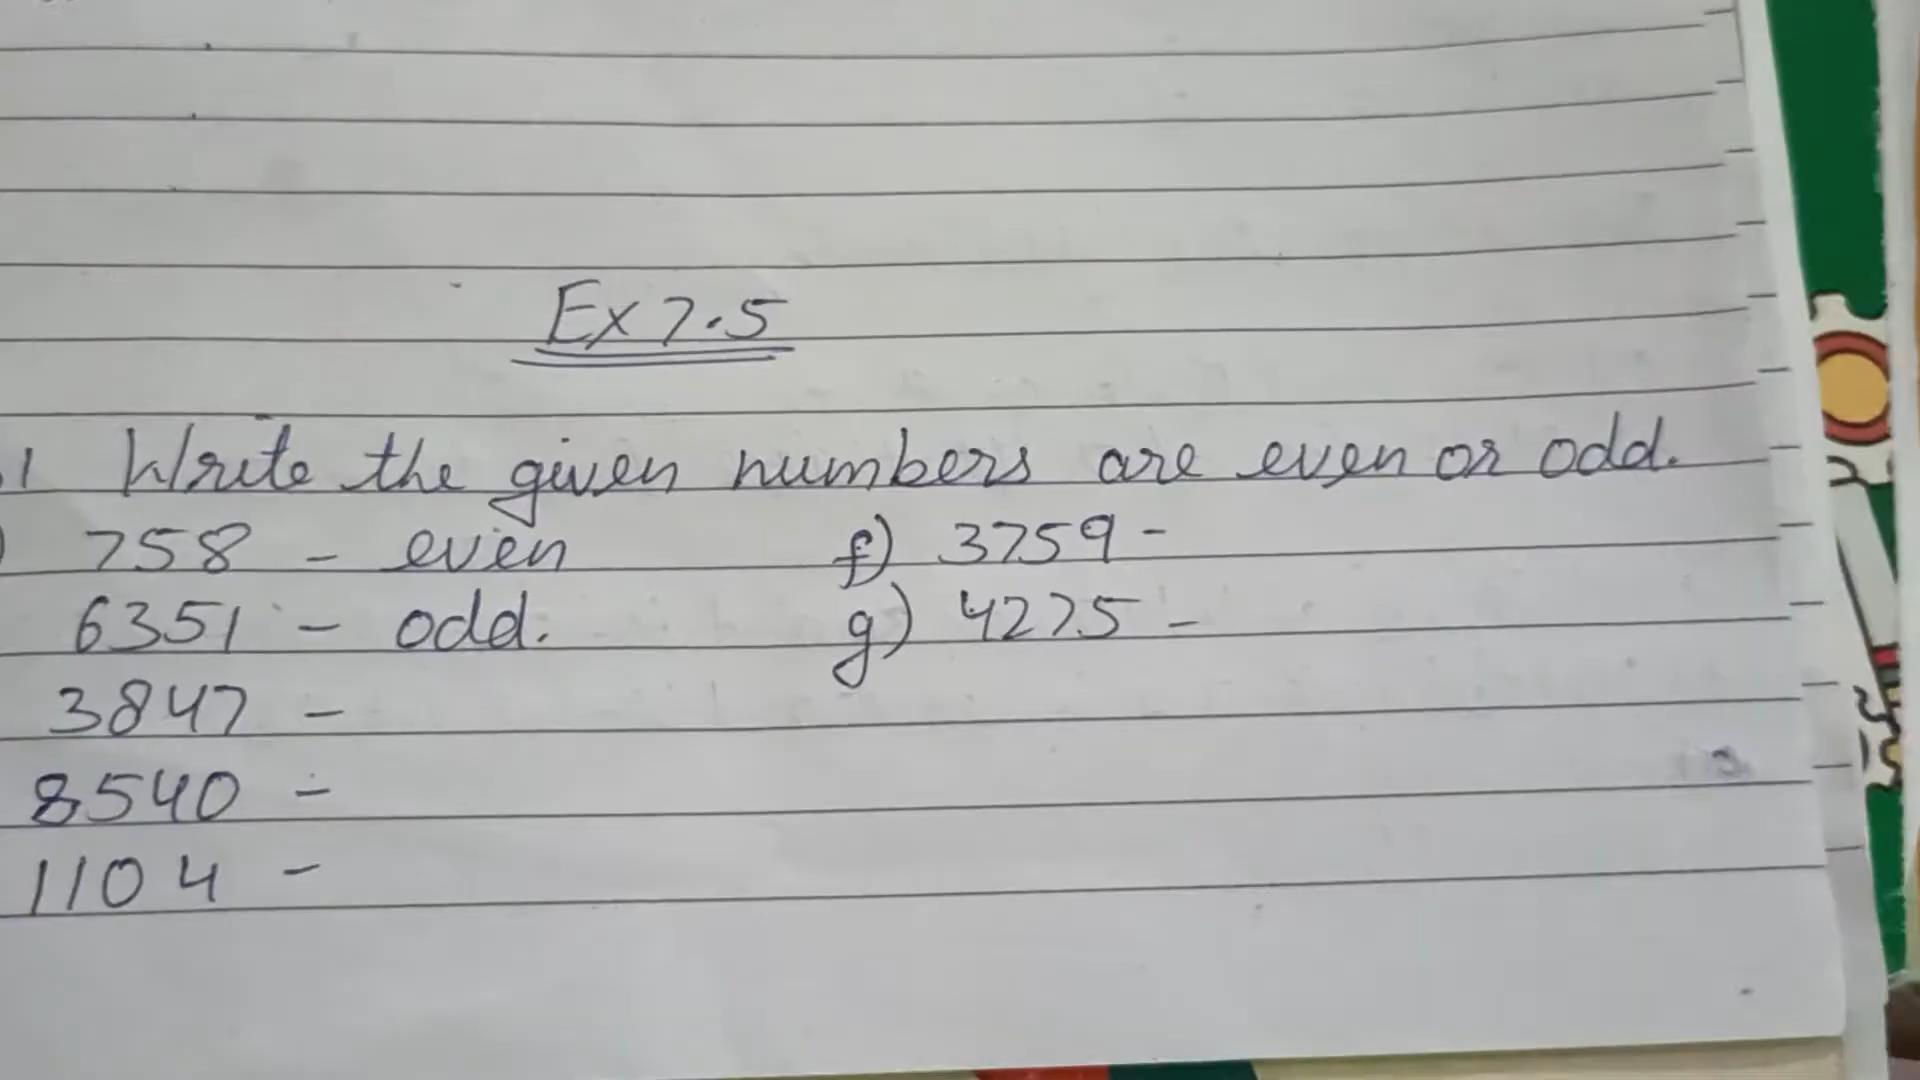 Ex 7.5
.1 Write the given numbers are even or odd.
) 758 - even f) 3759 -
6351 - odd. g) 4275 -
3847 -
8540 -
1104 -